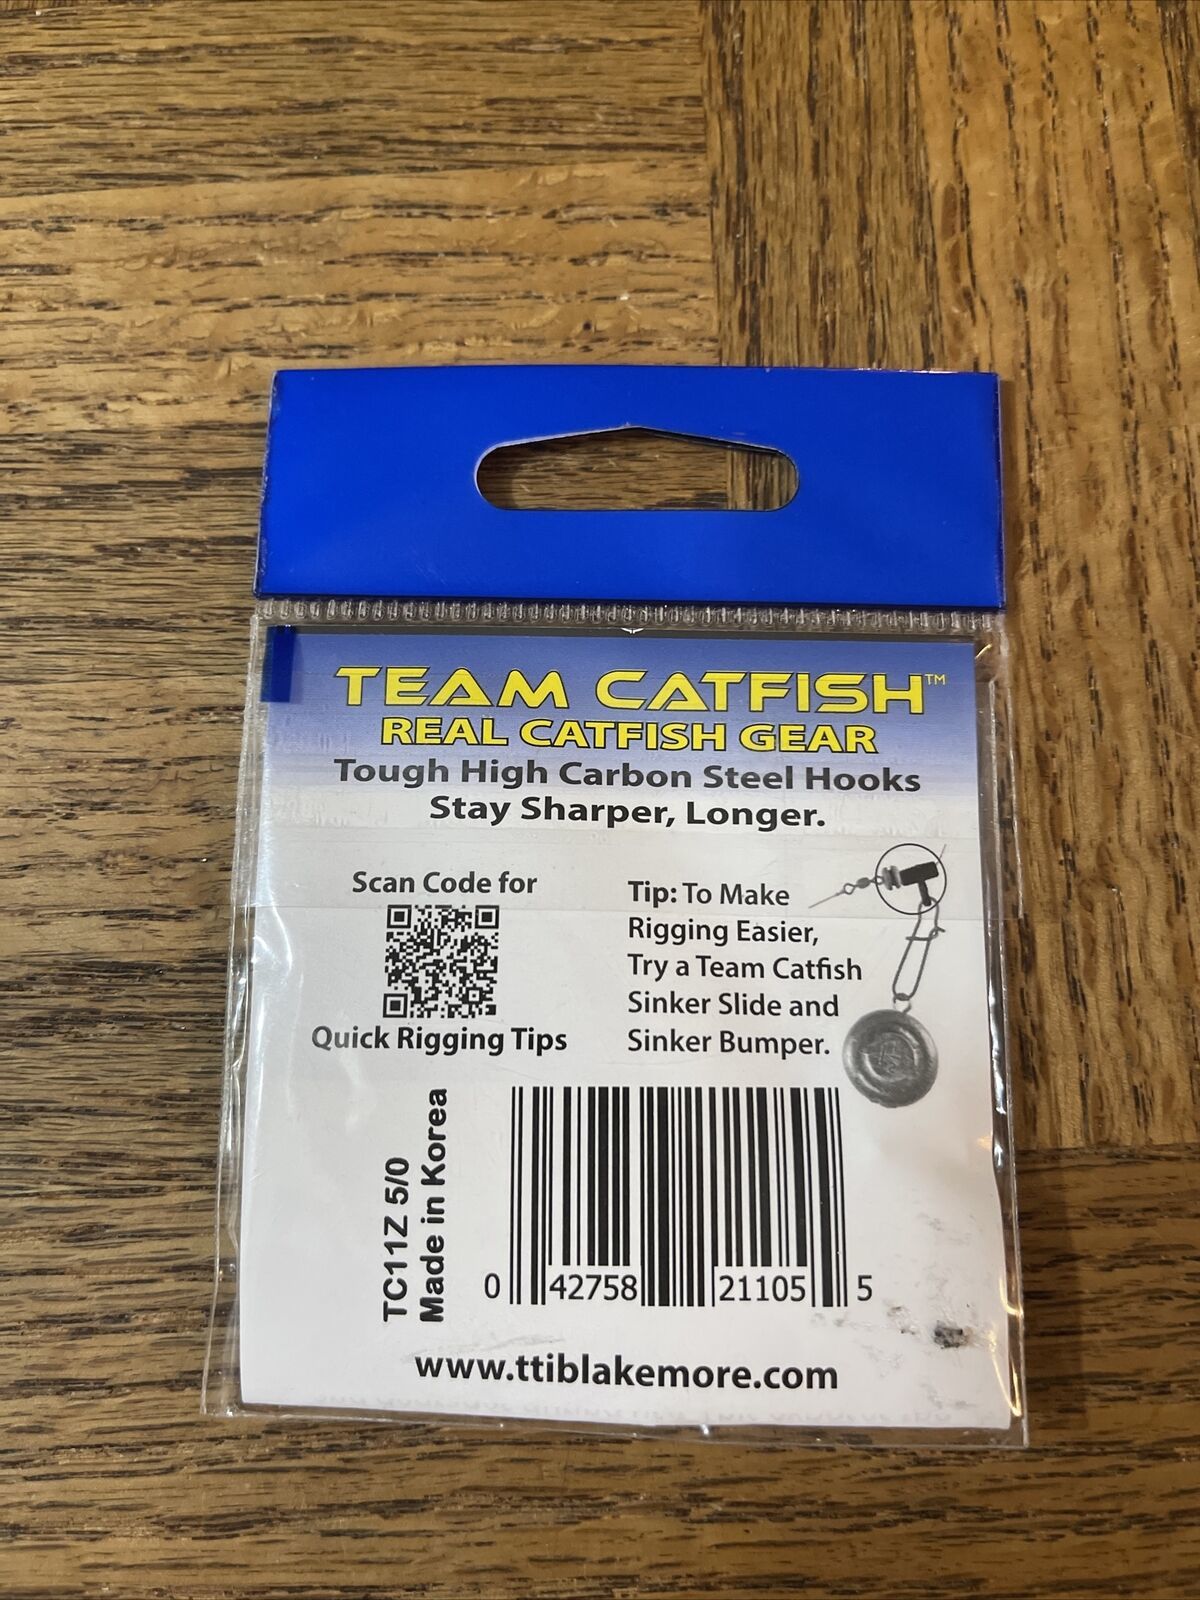 TEAM CATFISH™
REAL CATFISH GEAR
Tough High Carbon Steel Hooks
Stay Sharper, Longer.
Scan Code for
Quick Rigging Tips
Tip: To Make
Rigging Easier,
Try a Team Catfish
Sinker Slide and
Sinker Bumper.
TC11Z 5/0
Made in Korea
0 42758 21105 5
www.ttiblakemore.com